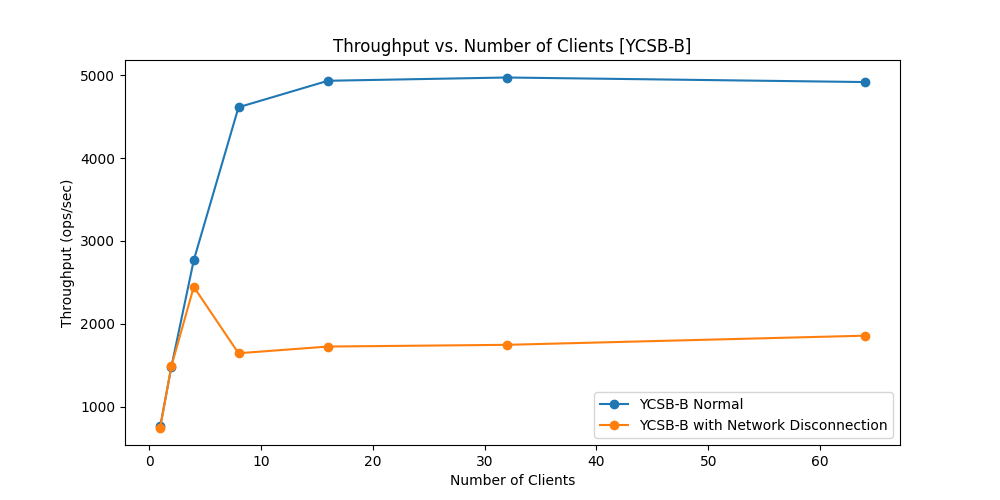 Throughput vs. Number of Clients [YCSB-B]
Throughput (ops/sec)
5000
4000
3000
2000
1000
0
10
20
30
40
50
60
Number of Clients
YCSB-B Normal
YCSB-B with Network Disconnection